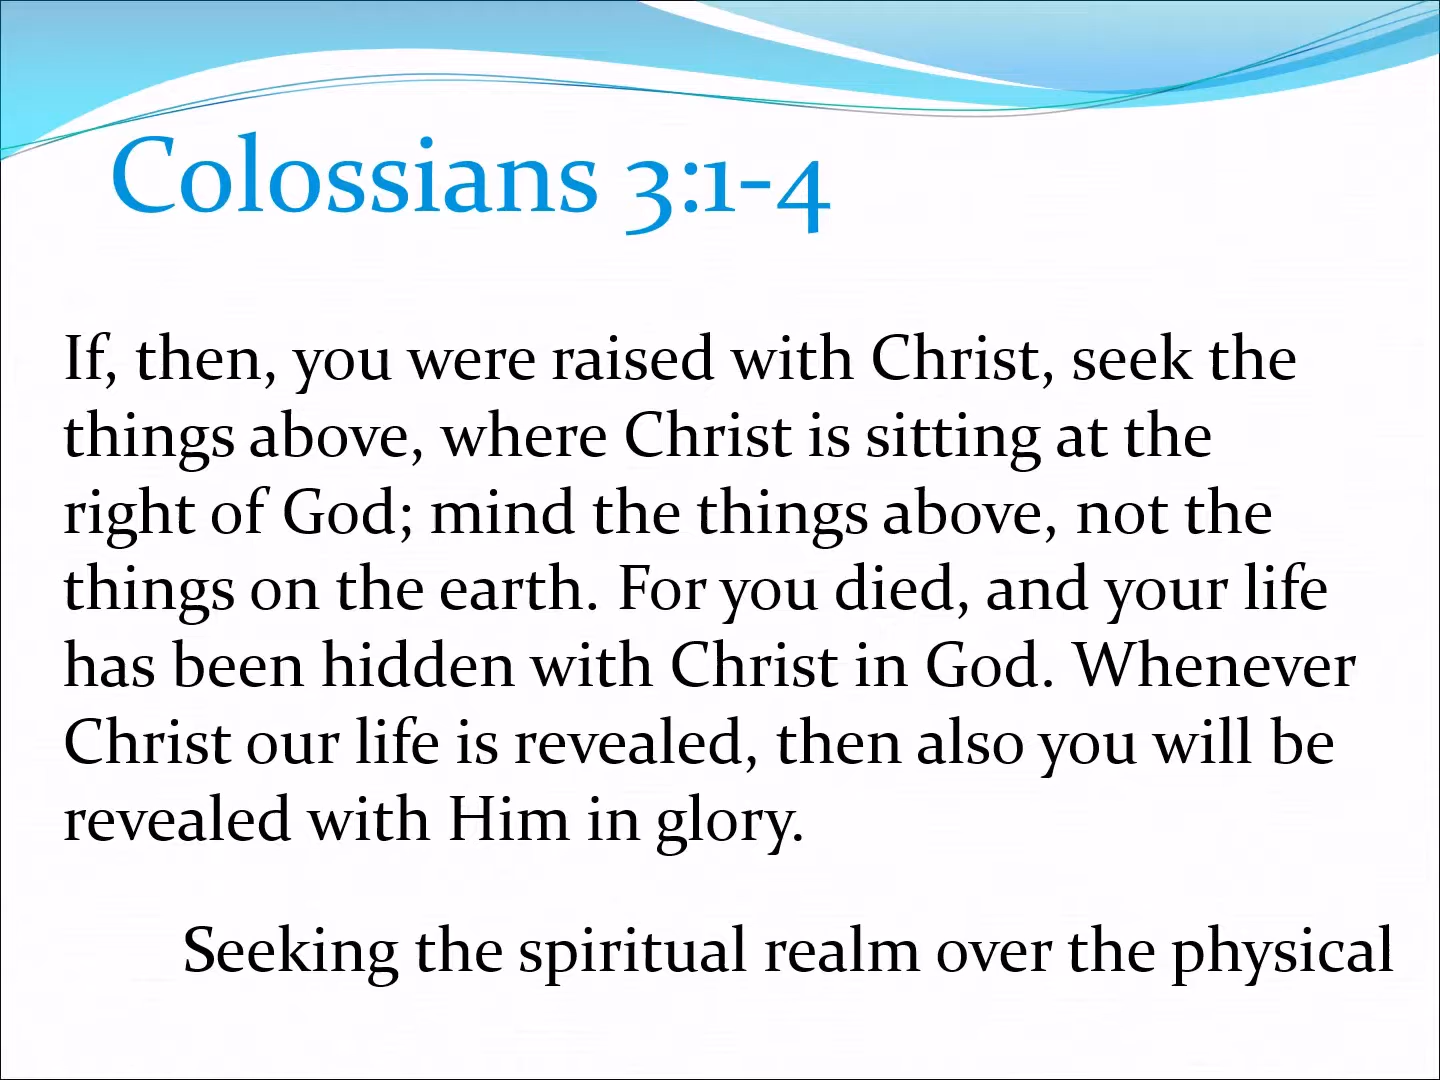 Colossians 3:1-4
If, then, you were raised with Christ, seek the
things above, where Christ is sitting at the
right of God; mind the things above, not the
things on the earth. For you died, and your life
has been hidden with Christ in God. Whenever
Christ our life is revealed, then also you will be
revealed with Him in glory.
Seeking the spiritual realm over the physical